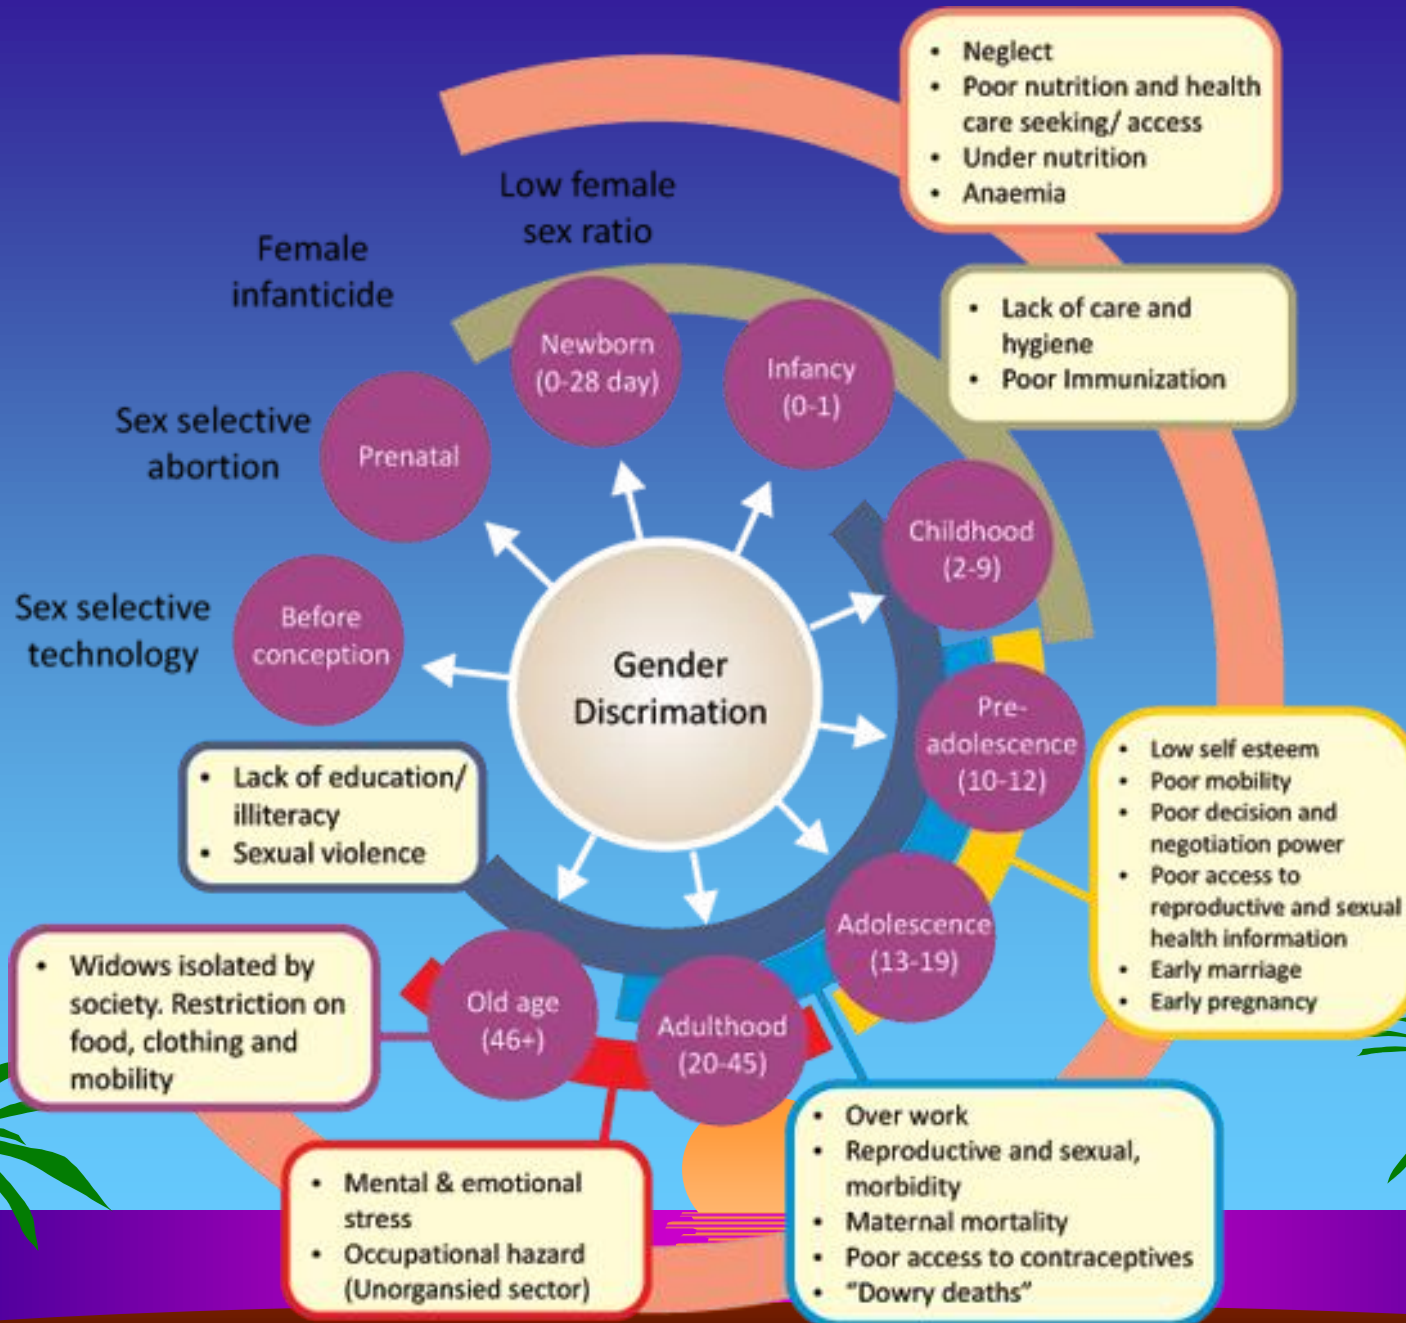 • Neglect
• Poor nutrition and health
care seeking/ access
• Under nutrition
• Anaemia
Low female
sex ratio
Female
infanticide
• Lack of care and
hygiene
• Poor Immunization
Newborn
(0-28 day)
Infancy
(0-1)
Sex selective
abortion
Prenatal
Childhood
(2-9)
Sex selective
technology
Before
conception
Gender
Discrimation
Pre-
adolescence
(10-12)
• Low self esteem
• Poor mobility
• Poor decision and
negotiation power
• Poor access to
reproductive and sexual
health information
• Early marriage
• Early pregnancy
• Lack of education/
illiteracy
• Sexual violence
Adolescence
(13-19)
• Widows isolated by
society. Restriction on
food, clothing and
mobility
Old age
(46+)
Adulthood
(20-45)
• Over work
• Reproductive and sexual,
morbidity
• Maternal mortality
• Poor access to contraceptives
• “Dowry deaths”
• Mental & emotional
stress
• Occupational hazard
(Unorgansied sector)